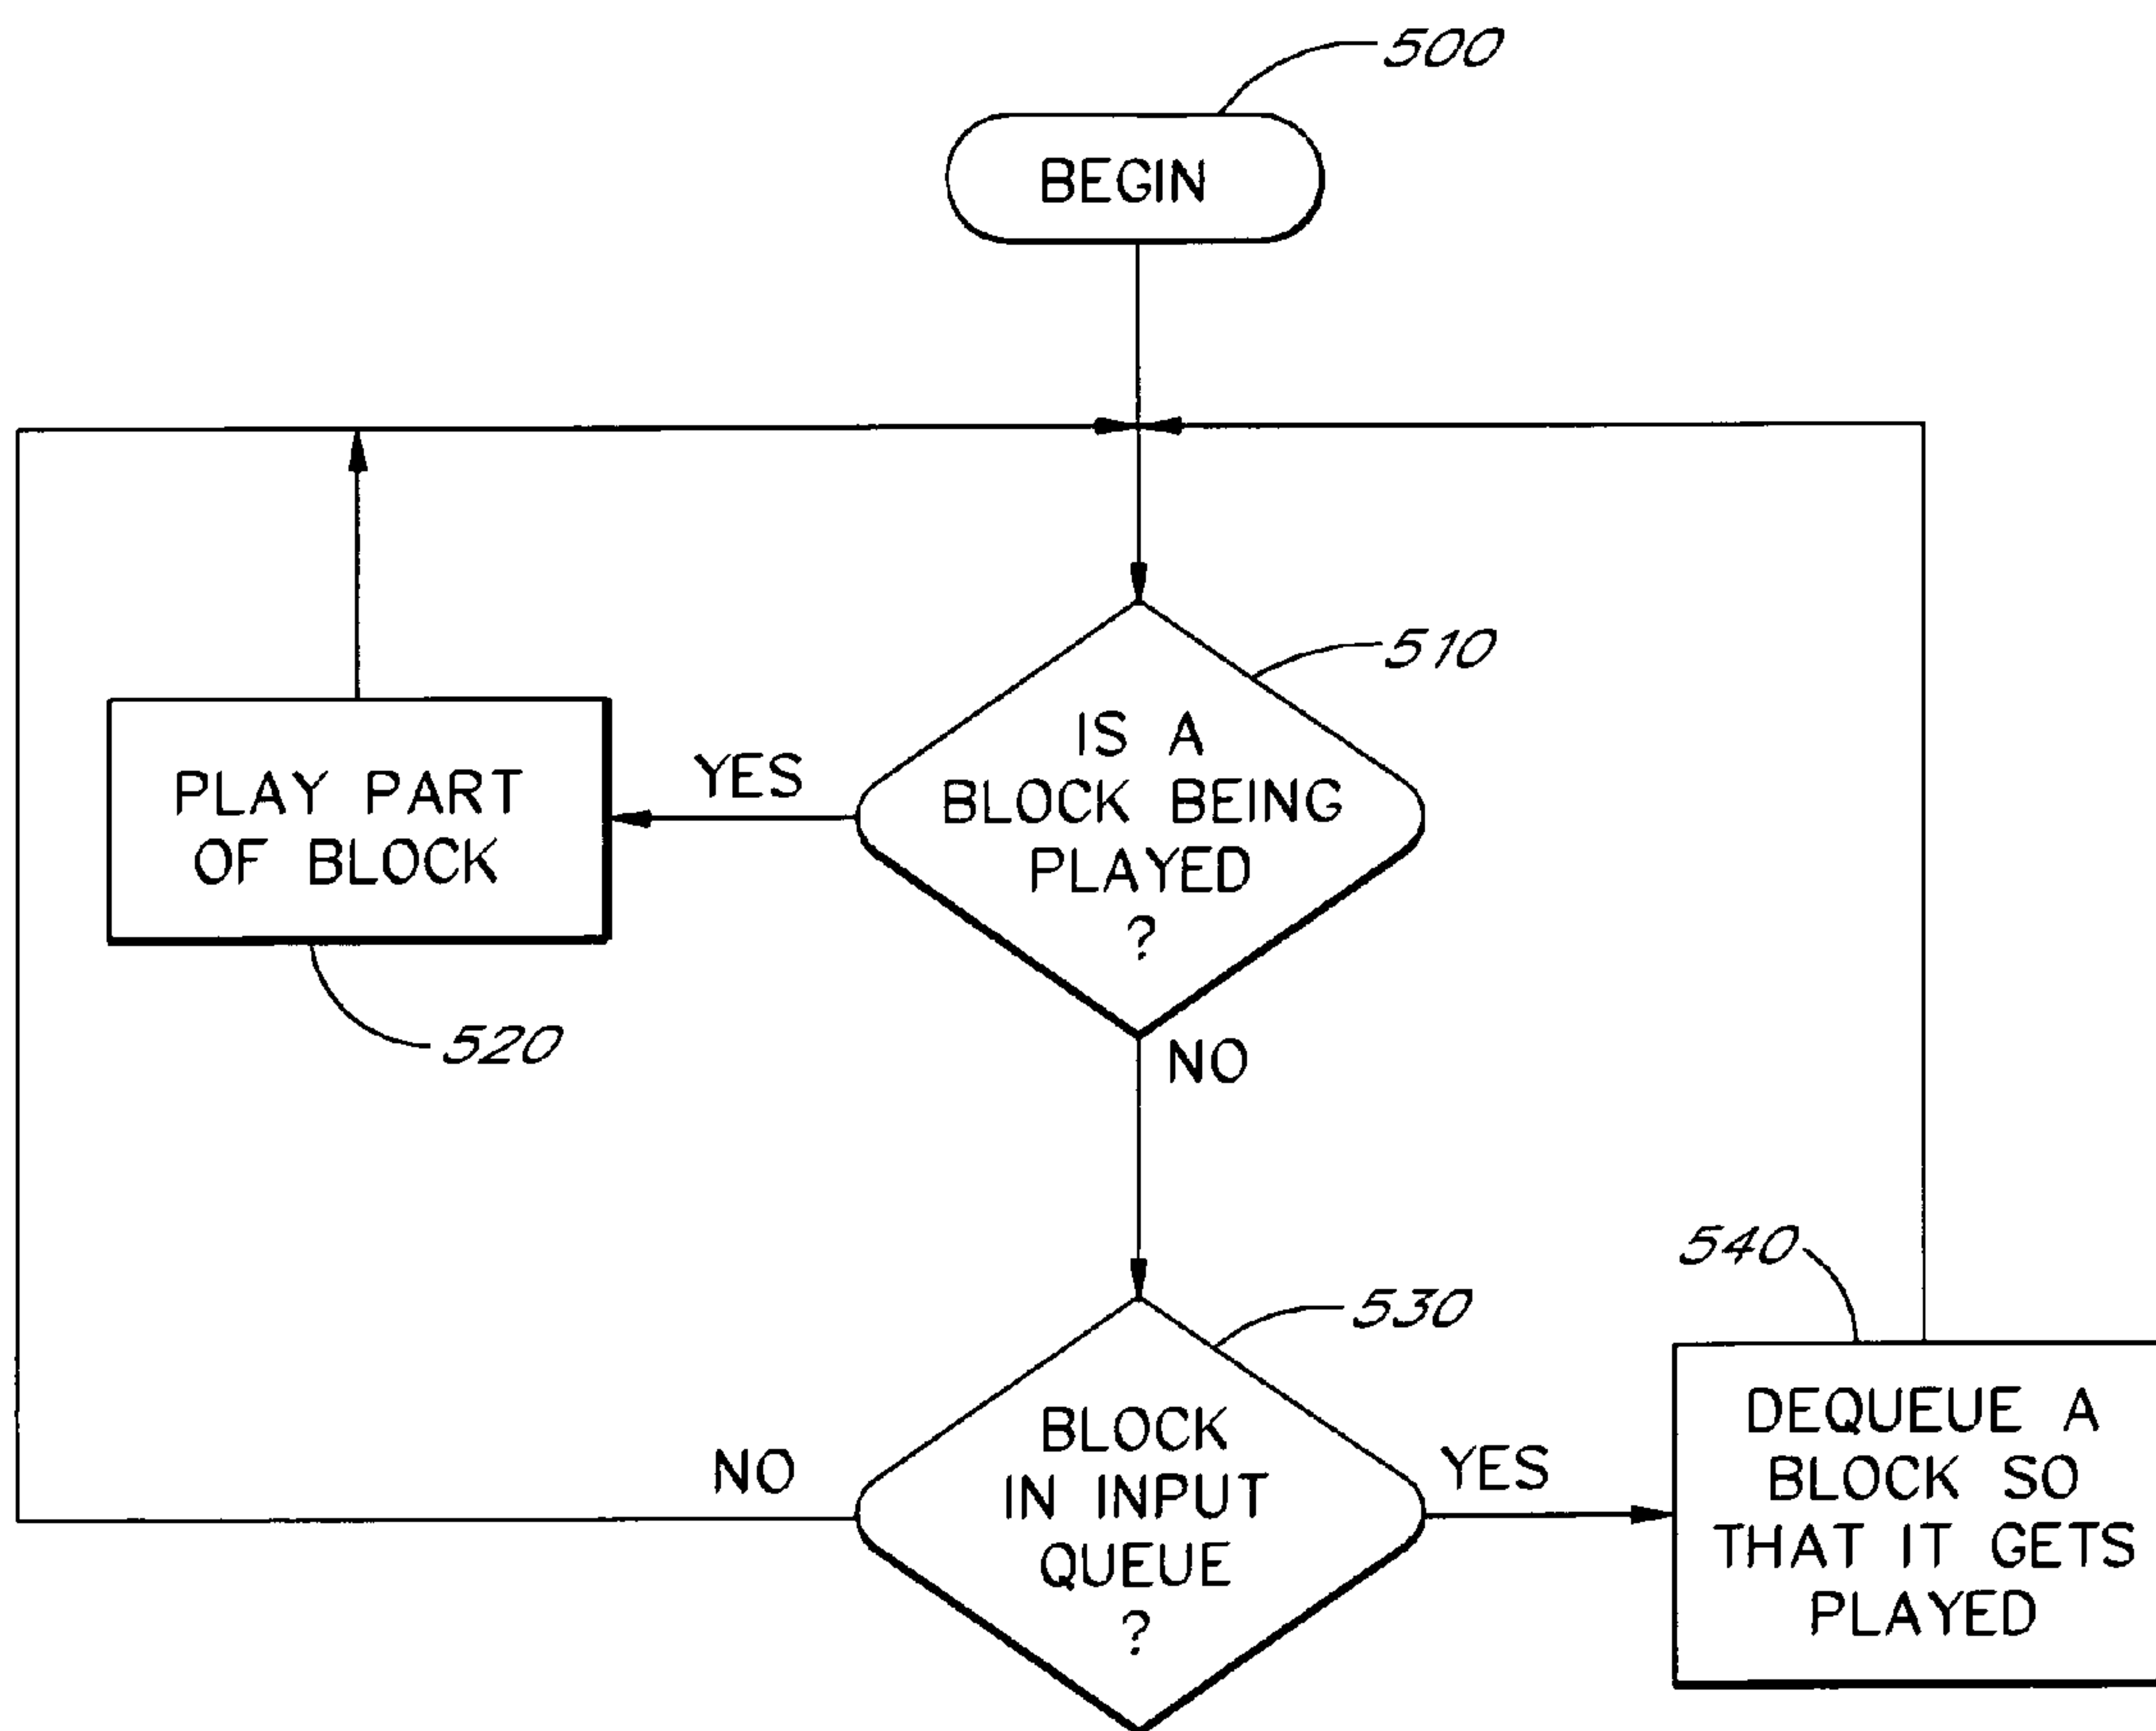 500
BEGIN
510
IS A
BLOCK BEING
PLAYED
?
YES
PLAY PART
OF BLOCK
520
NO
530
540
BLOCK
IN INPUT
QUEUE
?
NO
YES
DEQUEUE A
BLOCK SO
THAT IT GETS
PLAYED